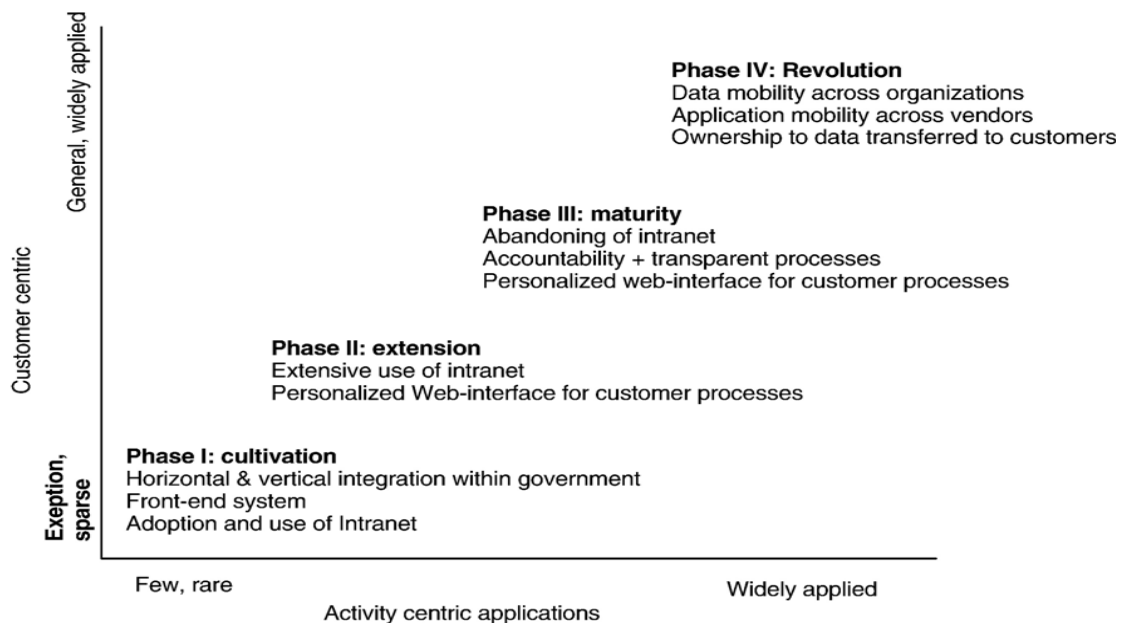 General, widely applied
Customer centric
Exeption,
sparse
Phase IV: Revolution
Data mobility across organizations
Application mobility across vendors
Ownership to data transferred to customers
Phase III: maturity
Abandoning of intranet
Accountability + transparent processes
Personalized web-interface for customer processes
Phase II: extension
Extensive use of intranet
Personalized Web-interface for customer processes
Phase I: cultivation
Horizontal & vertical integration within government
Front-end system
Adoption and use of Intranet
Few, rare
Widely applied
Activity centric applications